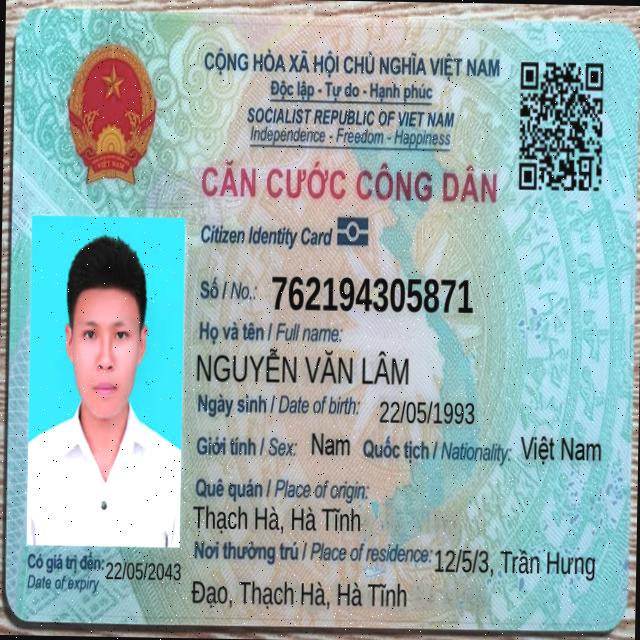 CỘNG HÒA XÃ HỘI CHỦ NGHĨA VIỆT NAM
Độc lập - Tự do - Hạnh phúc
SOCIALIST REPUBLIC OF VIET NAM
Independence - Freedom - Happiness
CĂN CƯỚC CÔNG DÂN
Citizen Identity Card
Số / No.: 762194305871
Họ và tên / Full name:
NGUYỄN VĂN LÂM
Ngày sinh / Date of birth: 22/05/1993
Giới tính / Sex: Nam Quốc tịch / Nationality: Việt Nam
Quê quán / Place of origin:
Thạch Hà, Hà Tĩnh
Nơi thường trú / Place of residence: 12/5/3, Trần Hưng
Đạo, Thạch Hà, Hà Tĩnh
Có giá trị đến: 22/05/2043
Date of expiry
VIỆT NAM